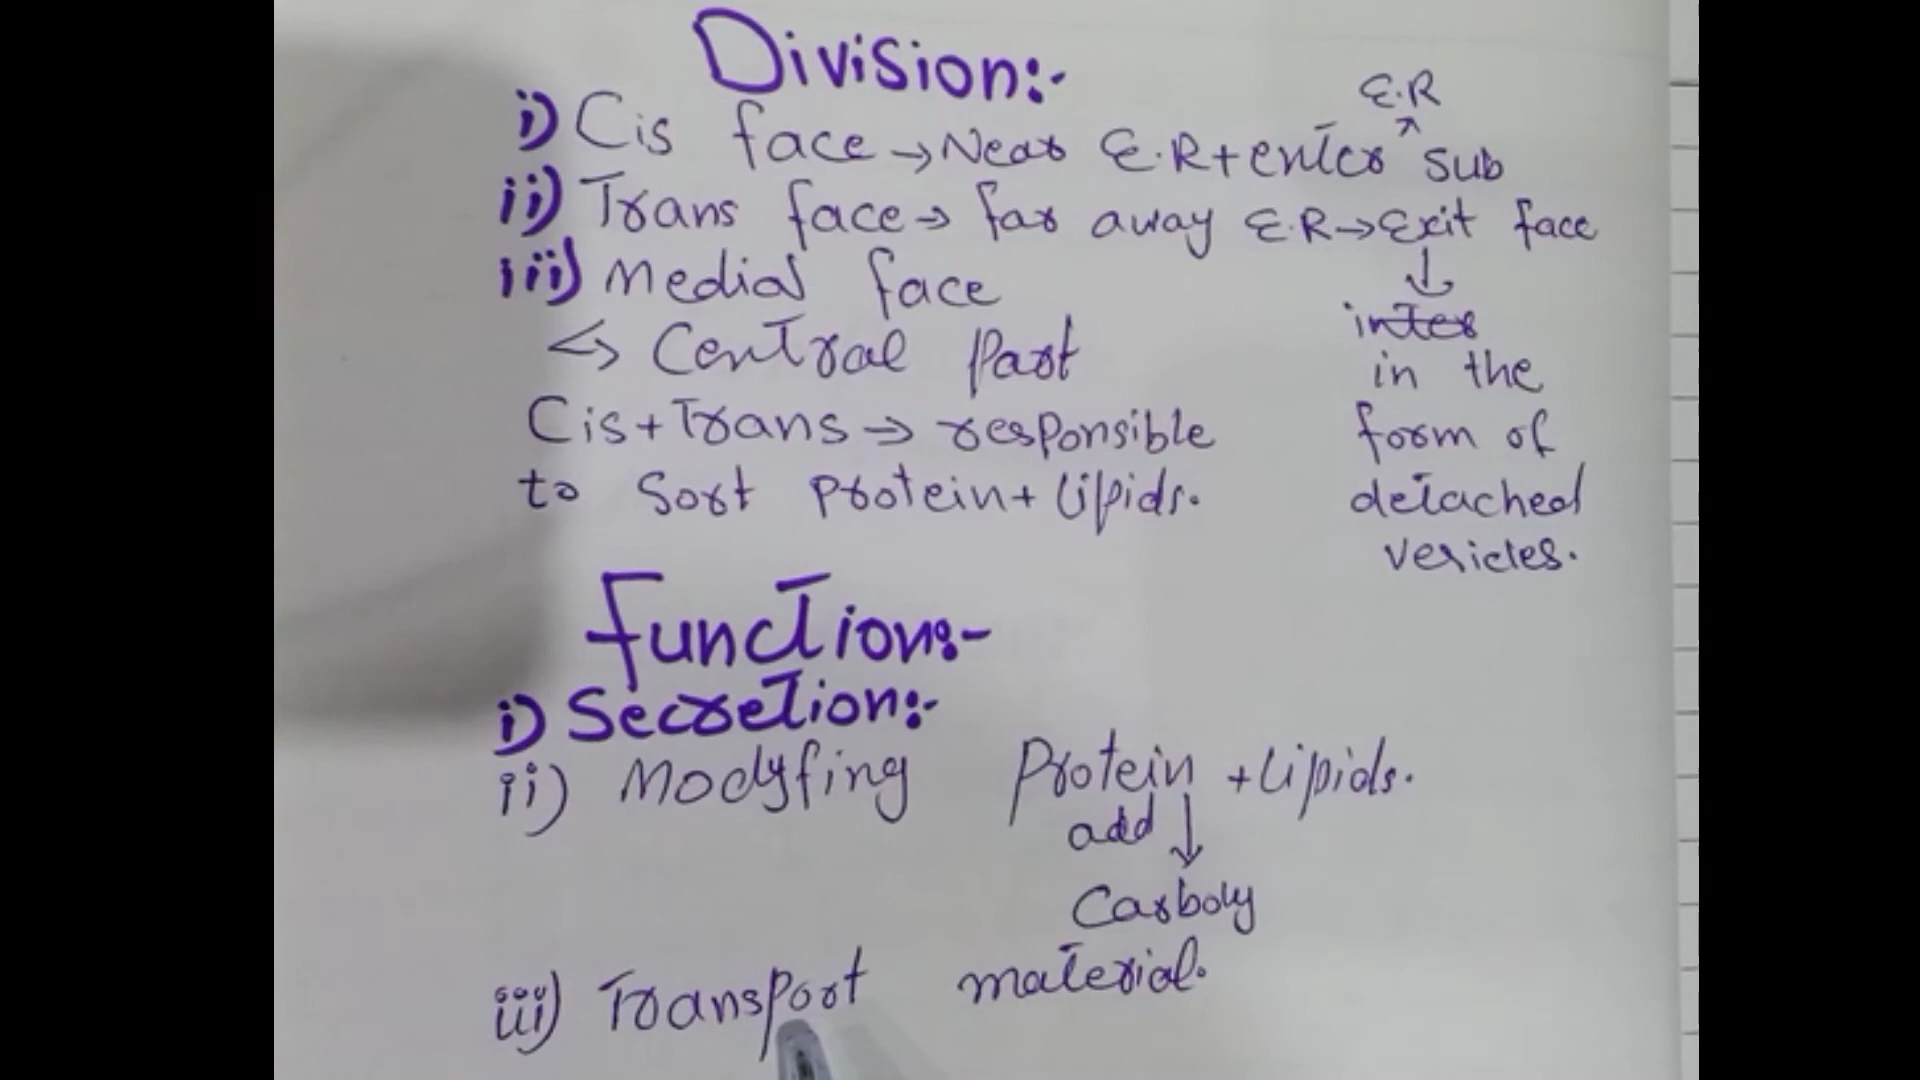 Division:-
E.R
i) Cis face → Near E.R + enter sub
ii) Trans face → far away E.R → Exit face
iii) Medial face
↳ Central Part
inter
in the
Cis + Trans → responsible
form of
to Sort protein + Lipids.
detached
vesicles.
Function:-
i) Secretion:-
ii) Modyfing Protein + Lipids.
add
Carbohy
iii) Transport material.